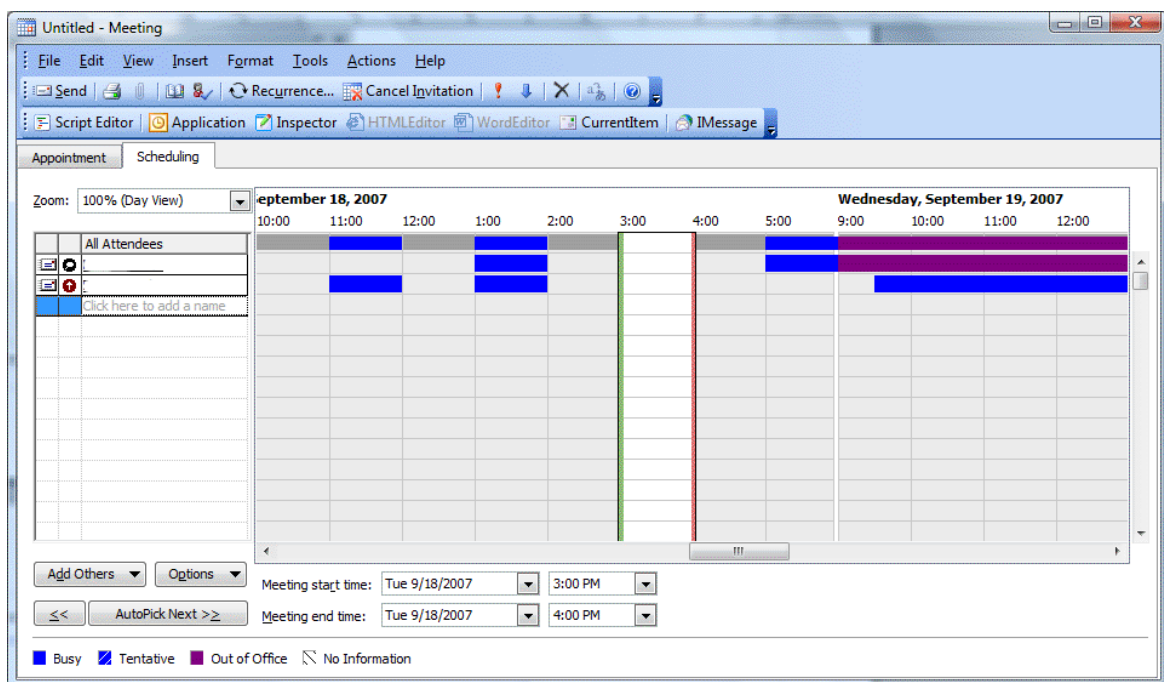 Untitled - Meeting
File Edit View Insert Format Tools Actions Help
Send Recurrence... Cancel Invitation
Script Editor Application Inspector HTMLEditor WordEditor CurrentItem IMessage
Appointment Scheduling
Zoom: 100% (Day View) eptember 18, 2007 Wednesday, September 19, 2007
10:00 11:00 12:00 1:00 2:00 3:00 4:00 5:00 9:00 10:00 11:00 12:00
All Attendees
Click here to add a name
Add Others Options Meeting start time: Tue 9/18/2007 3:00 PM
<< AutoPick Next >> Meeting end time: Tue 9/18/2007 4:00 PM
Busy Tentative Out of Office No Information